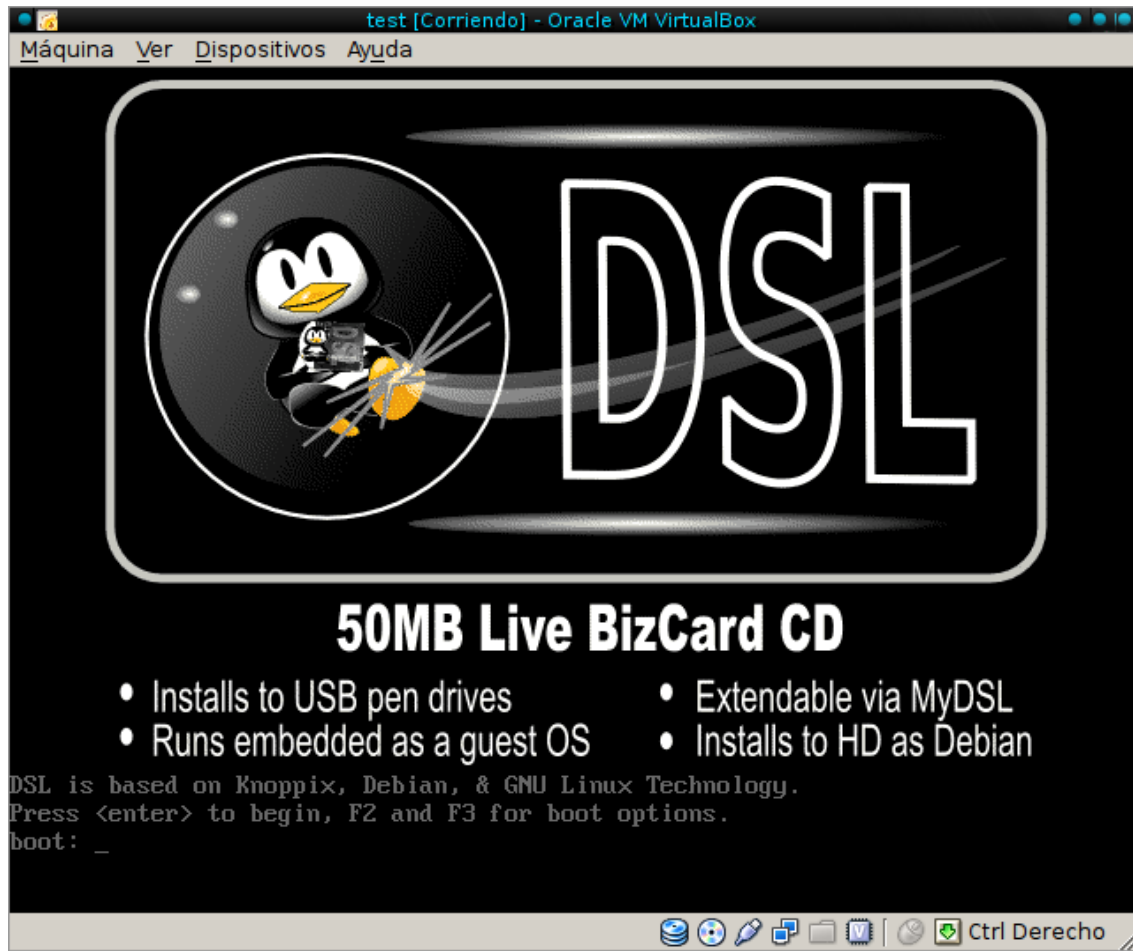 test [Corriendo] - Oracle VM VirtualBox
Máquina Ver Dispositivos Ayuda
DSL
50MB Live BizCard CD
• Installs to USB pen drives
• Extendable via MyDSL
• Runs embedded as a guest OS
• Installs to HD as Debian
DSL is based on Knoppix, Debian, & GNU Linux Technology.
Press <enter> to begin, F2 and F3 for boot options.
boot: _
Ctrl Derecho